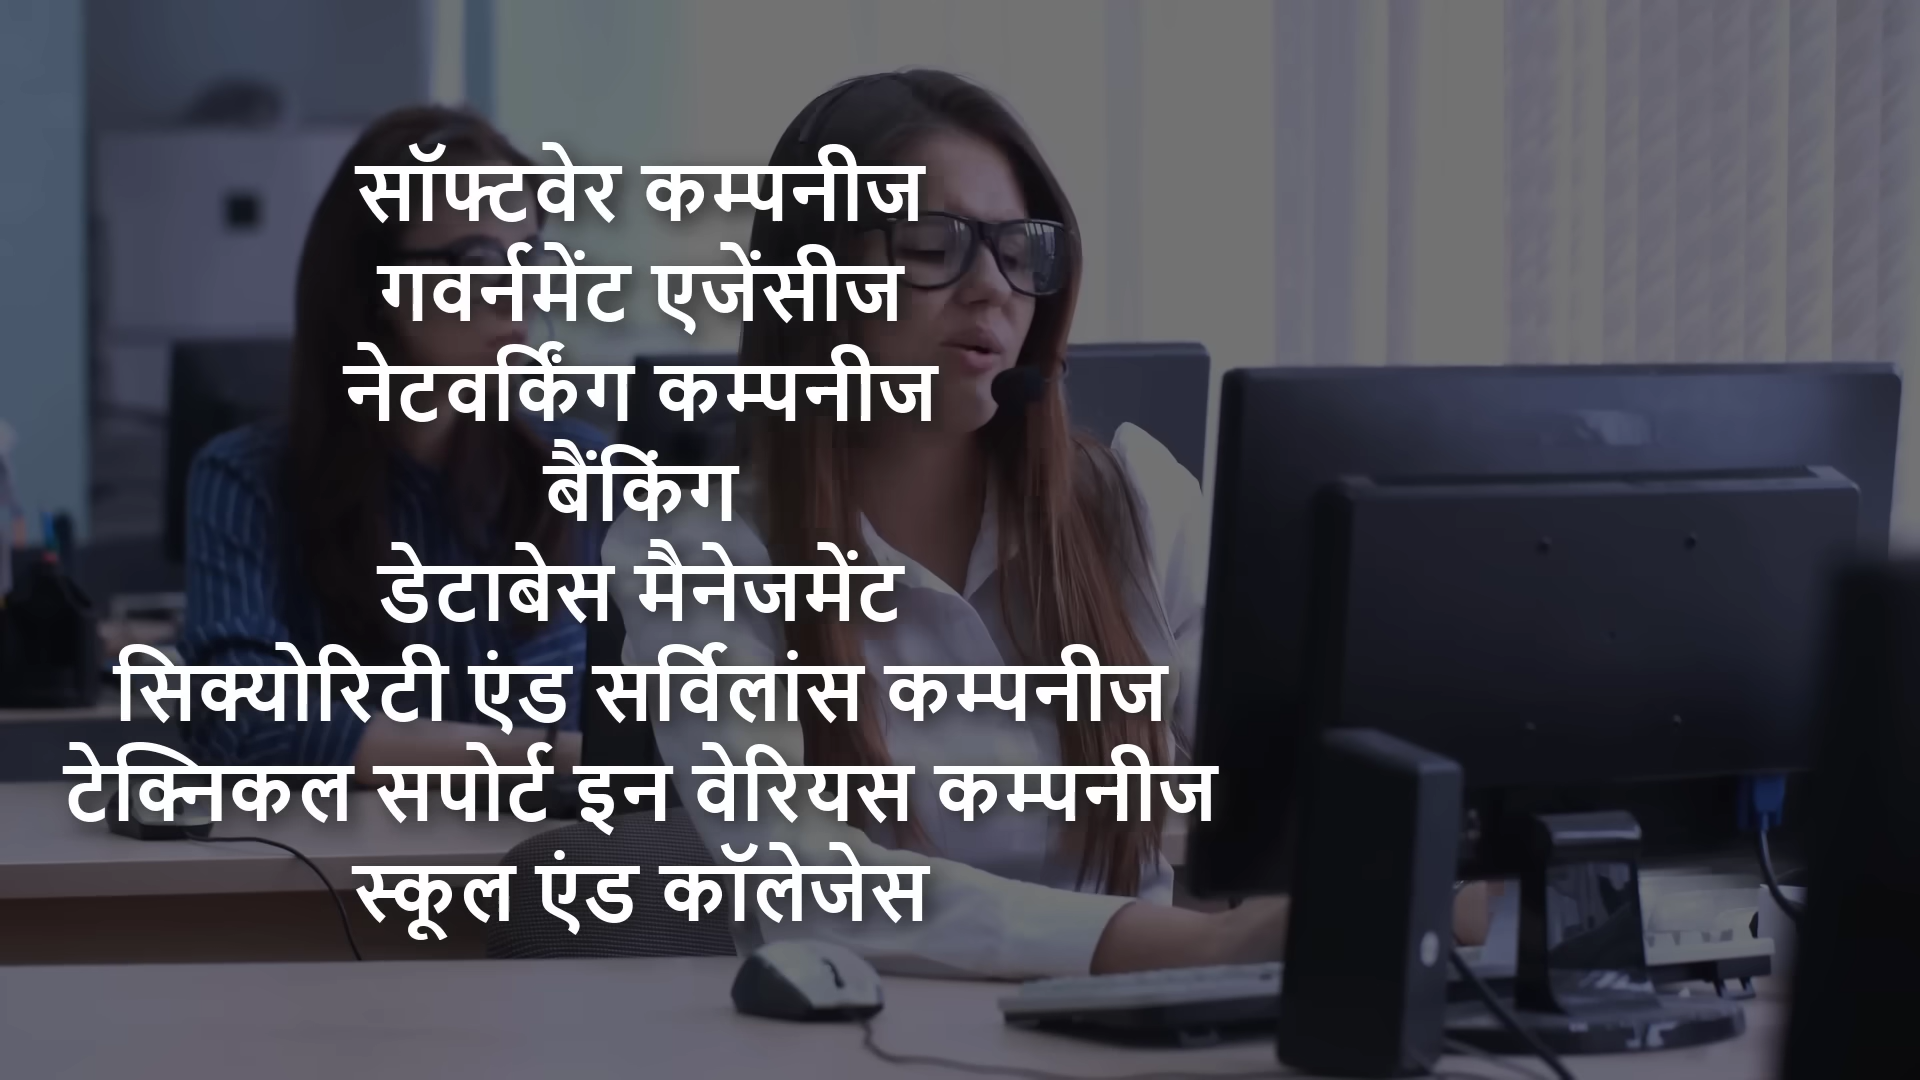 सॉफ्टवेर कम्पनीज
गवर्नमेंट एजेंसीज
नेटवर्किंग कम्पनीज
बैंकिंग
डेटाबेस मैनेजमेंट
सिक्योरिटी एंड सर्विलांस कम्पनीज
टेक्निकल सपोर्ट इन वेरियस कम्पनीज
स्कूल एंड कॉलेजेस